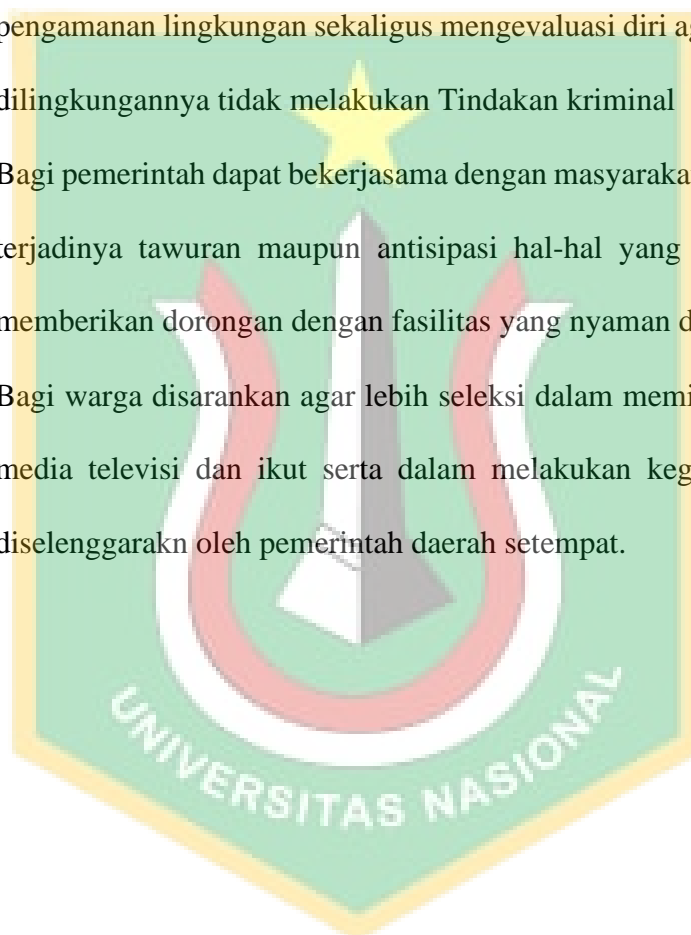 pengamanan lingkungan sekaligus mengevaluasi diri ag
dilingkungannya tidak melakukan Tindakan kriminal
Bagi pemerintah dapat bekerjasama dengan masyaraka
terjadinya tawuran maupun antisipasi hal-hal yang
memberikan dorongan dengan fasilitas yang nyaman d
Bagi warga disarankan agar lebih seleksi dalam memi
media televisi dan ikut serta dalam melakukan keg
diselenggarakn oleh pemerintah daerah setempat.
UNIVERSITAS NASIONAL